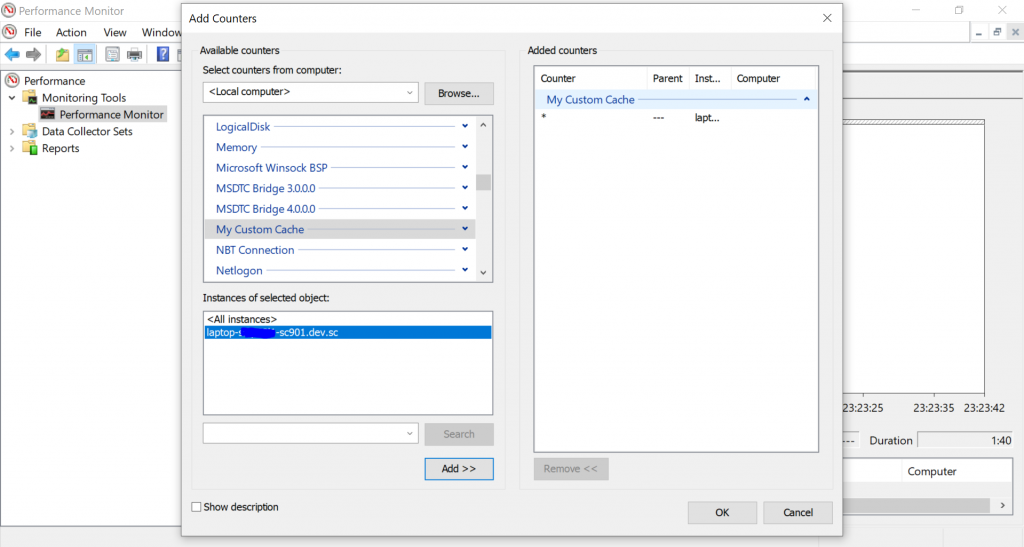 Performance Monitor
File Action View Window
Performance
Monitoring Tools
Performance Monitor
Data Collector Sets
Reports
Add Counters
Available counters
Select counters from computer:
<Local computer>
Browse...
LogicalDisk
Memory
Microsoft Winsock BSP
MSDTC Bridge 3.0.0.0
MSDTC Bridge 4.0.0.0
My Custom Cache
NBT Connection
Netlogon
Instances of selected object:
<All instances>
laptop- -sc901.dev.sc
Search
Add >>
Show description
Added counters
Counter Parent Inst... Computer
My Custom Cache
* --- lapt...
Remove <<
OK Cancel
23:23:25 23:23:35 23:23:42
--- Duration 1:40
Computer